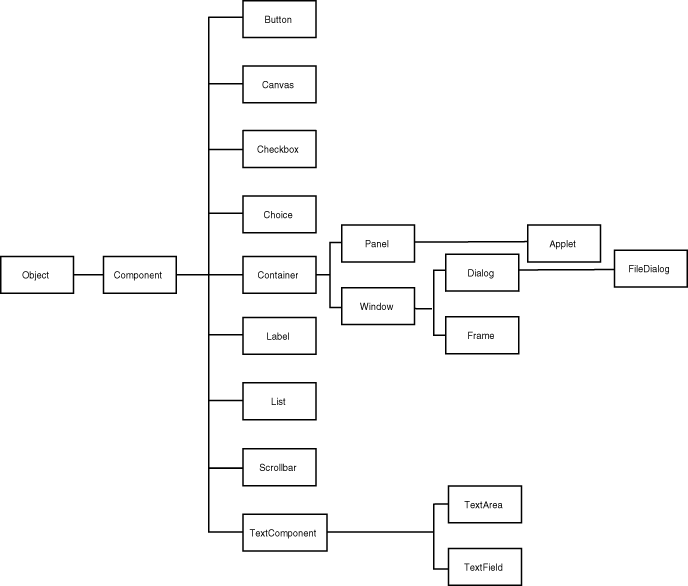 Button
Canvas
Checkbox
Choice
Object
Component
Container
Panel
Applet
Window
Dialog
FileDialog
Frame
Label
List
Scrollbar
TextComponent
TextArea
TextField